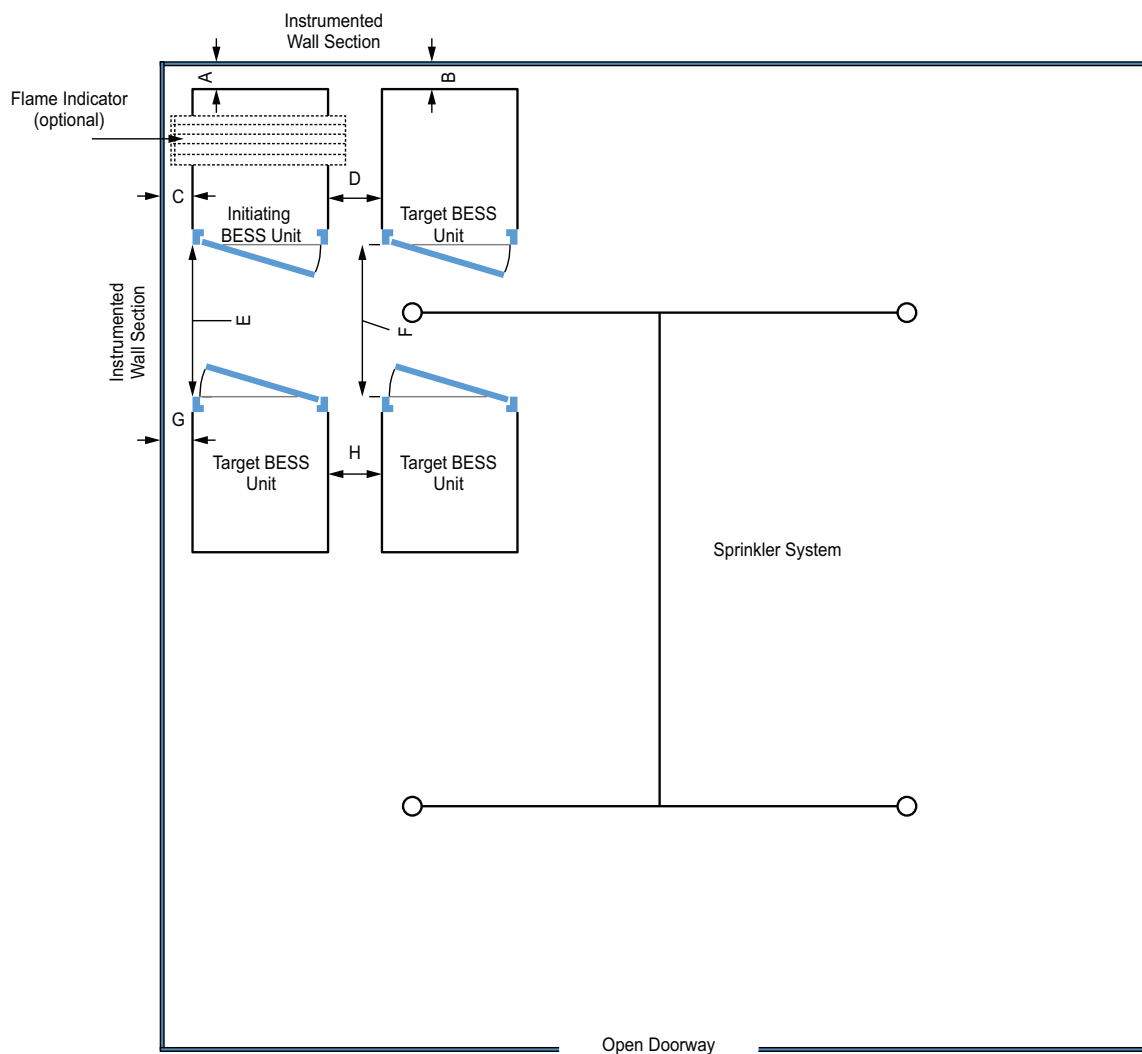 Instrumented
Wall Section
A
B
Flame Indicator
(optional)
C
D
Initiating
BESS Unit
Target BESS
Unit
Instrumented
Wall Section
E
F
G
H
Target BESS
Unit
Target BESS
Unit
Sprinkler System
Open Doorway